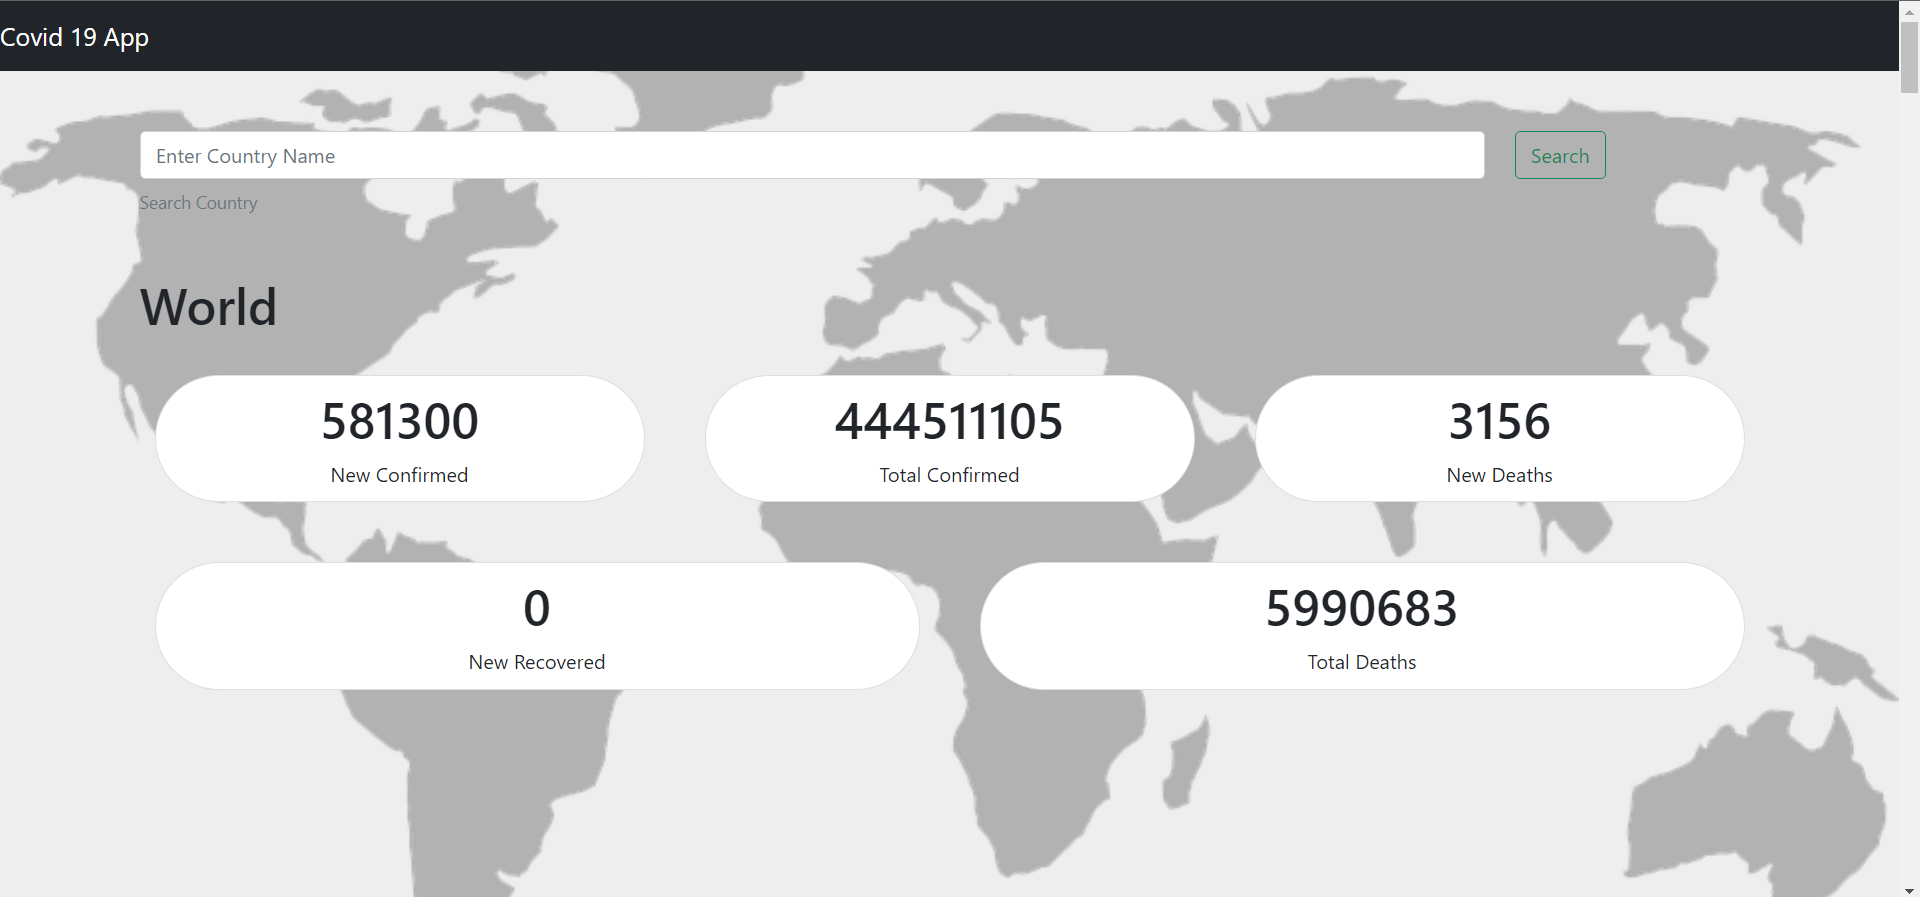 Covid 19 App
Enter Country Name
Search
Search Country
World
581300
New Confirmed
444511105
Total Confirmed
3156
New Deaths
0
New Recovered
5990683
Total Deaths